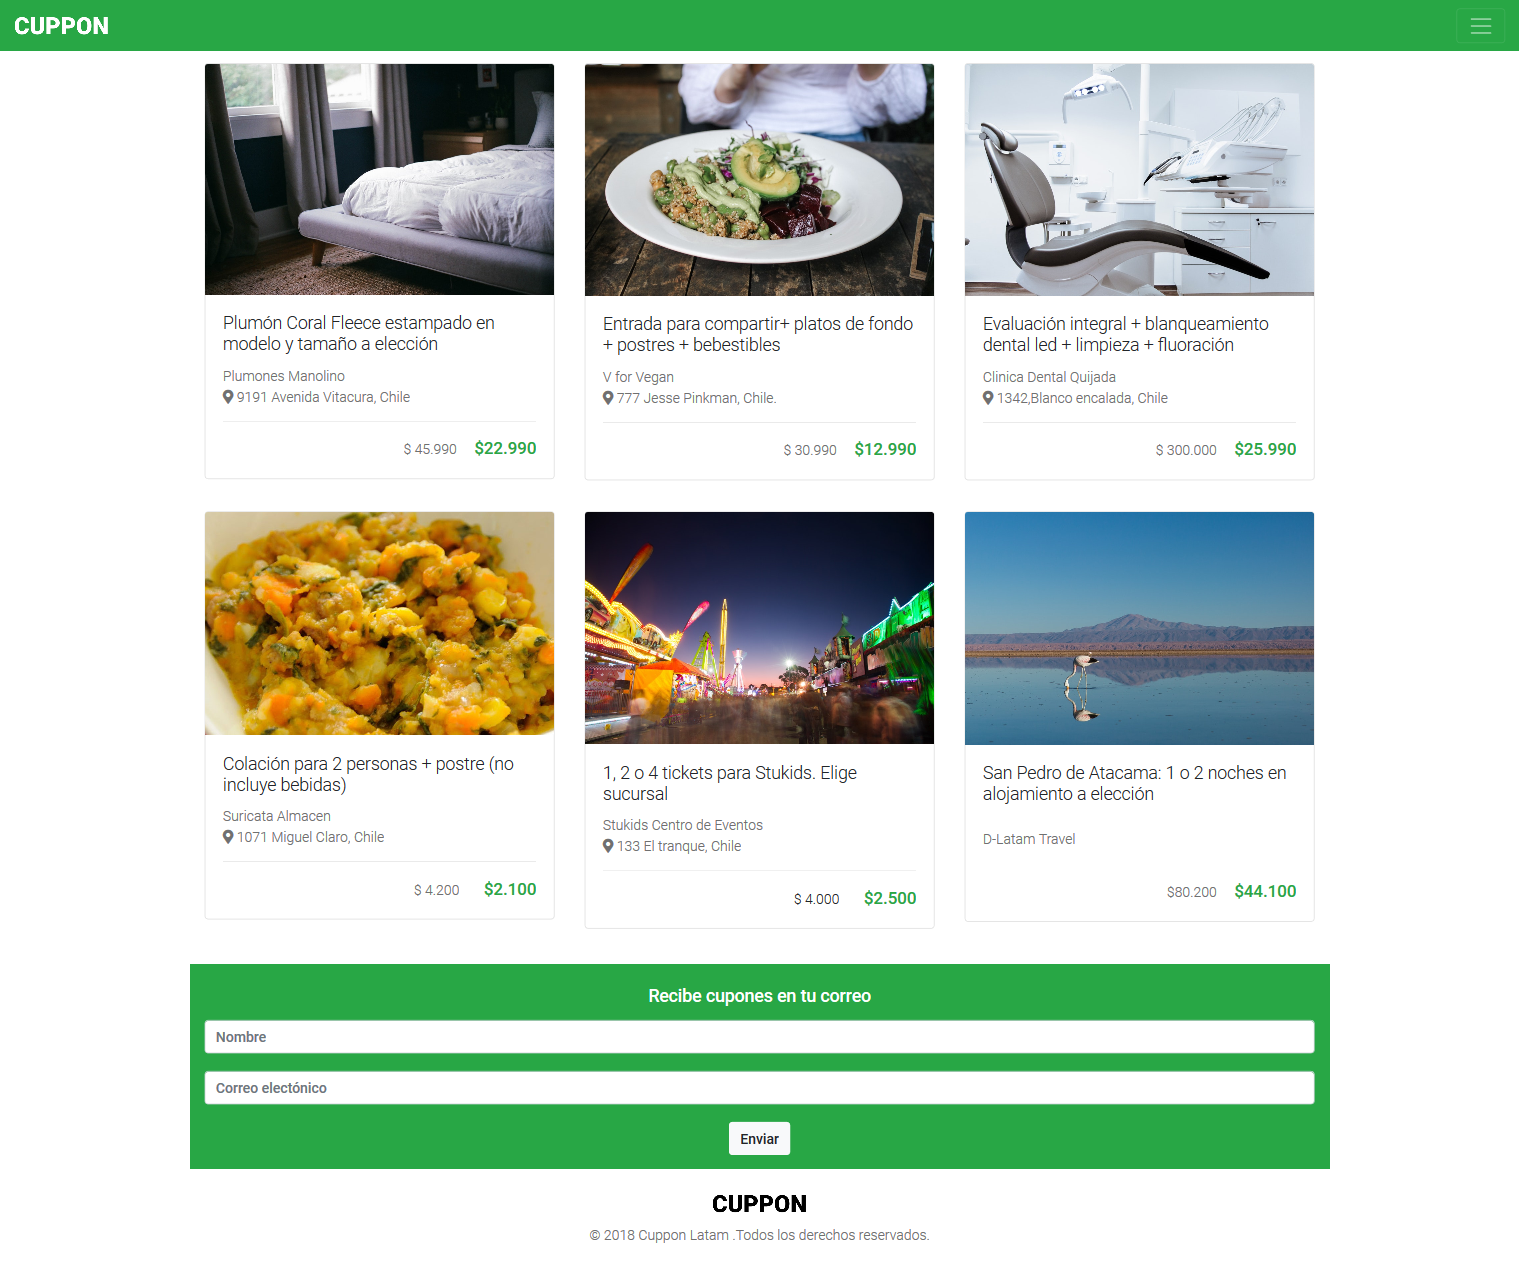 CUPPON
Plumón Coral Fleece estampado en
modelo y tamaño a elección
Plumones Manolino
9191 Avenida Vitacura, Chile
$ 45.990 $22.990
Entrada para compartir+ platos de fondo
+ postres + bebestibles
V for Vegan
777 Jesse Pinkman, Chile.
$ 30.990 $12.990
Evaluación integral + blanqueamiento
dental led + limpieza + fluoración
Clinica Dental Quijada
1342,Blanco encalada, Chile
$ 300.000 $25.990
Colación para 2 personas + postre (no
incluye bebidas)
Suricata Almacen
1071 Miguel Claro, Chile
$ 4.200 $2.100
1, 2 o 4 tickets para Stukids. Elige
sucursal
Stukids Centro de Eventos
133 El tranque, Chile
$ 4.000 $2.500
San Pedro de Atacama: 1 o 2 noches en
alojamiento a elección
D-Latam Travel
$80.200 $44.100
Recibe cupones en tu correo
Nombre
Correo electónico
Enviar
CUPPON
© 2018 Cuppon Latam .Todos los derechos reservados.